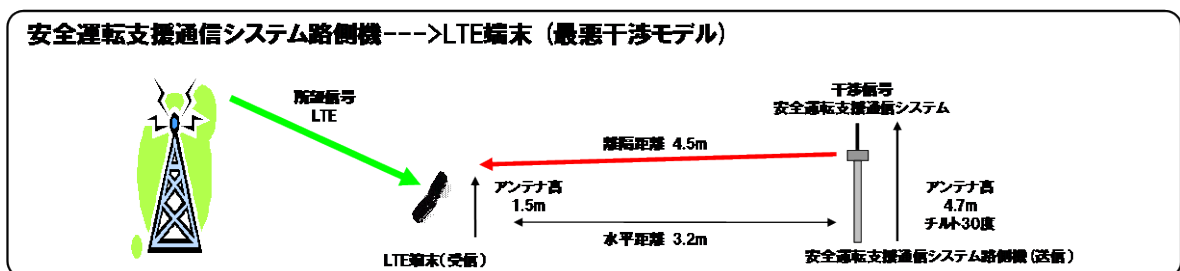 安全運転支援通信システム路側機--->LTE端末（最悪干渉モデル）
所望信号
LTE
干渉信号
安全運転支援通信システム
離隔距離 4.5m
アンテナ高
1.5m
アンテナ高
4.7m
チルト30度
水平距離 3.2m
LTE端末（受信）
安全運転支援通信システム路側機（送信）